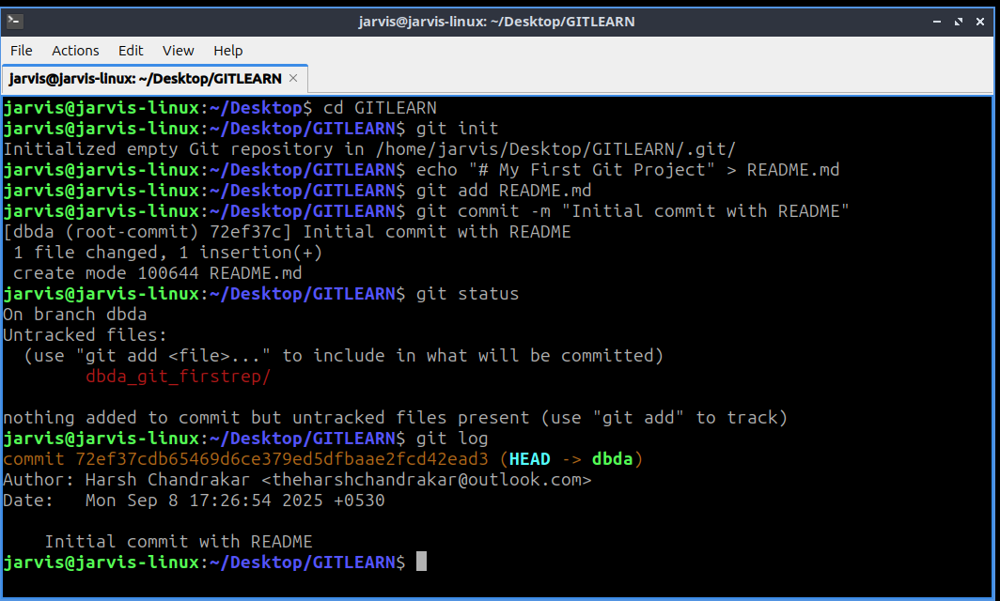 jarvis@jarvis-linux: ~/Desktop/GITLEARN
File Actions Edit View Help
jarvis@jarvis-linux: ~/Desktop/GITLEARN ×
jarvis@jarvis-linux:~/Desktop$ cd GITLEARN
jarvis@jarvis-linux:~/Desktop/GITLEARN$ git init
Initialized empty Git repository in /home/jarvis/Desktop/GITLEARN/.git/
jarvis@jarvis-linux:~/Desktop/GITLEARN$ echo "# My First Git Project" > README.md
jarvis@jarvis-linux:~/Desktop/GITLEARN$ git add README.md
jarvis@jarvis-linux:~/Desktop/GITLEARN$ git commit -m "Initial commit with README"
[dbda (root-commit) 72ef37c] Initial commit with README
 1 file changed, 1 insertion(+)
 create mode 100644 README.md
jarvis@jarvis-linux:~/Desktop/GITLEARN$ git status
On branch dbda
Untracked files:
  (use "git add <file>..." to include in what will be committed)
        dbda_git_firstrep/
nothing added to commit but untracked files present (use "git add" to track)
jarvis@jarvis-linux:~/Desktop/GITLEARN$ git log
commit 72ef37cdb65469d6ce379ed5dfbaae2fcd42ead3 (HEAD -> dbda)
Author: Harsh Chandrakar <theharshchandrakar@outlook.com>
Date:   Mon Sep 8 17:26:54 2025 +0530
    Initial commit with README
jarvis@jarvis-linux:~/Desktop/GITLEARN$